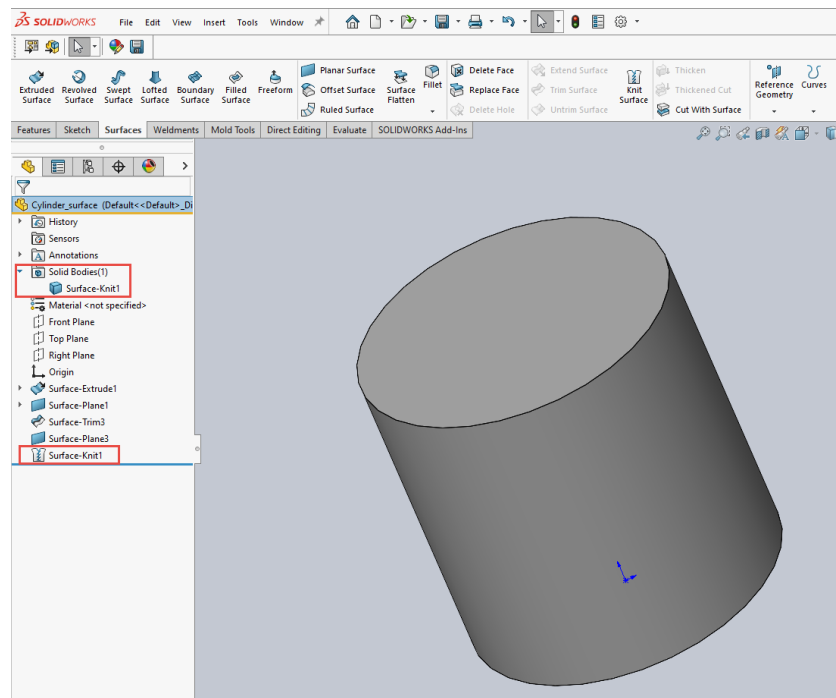 SOLIDWORKS File Edit View Insert Tools Window
Extruded Surface
Revolved Surface
Swept Surface
Lofted Surface
Boundary Surface
Filled Surface
Freeform
Planar Surface
Offset Surface
Ruled Surface
Surface Flatten
Fillet
Delete Face
Replace Face
Delete Hole
Extend Surface
Trim Surface
Untrim Surface
Knit Surface
Thicken
Thickened Cut
Cut With Surface
Reference Geometry
Curves
Features Sketch Surfaces Weldments Mold Tools Direct Editing Evaluate SOLIDWORKS Add-Ins
Cylinder_surface (Default<<Default>_Di
History
Sensors
Annotations
Solid Bodies(1)
Surface-Knit1
Material <not specified>
Front Plane
Top Plane
Right Plane
Origin
Surface-Extrude1
Surface-Plane1
Surface-Trim3
Surface-Plane3
Surface-Knit1